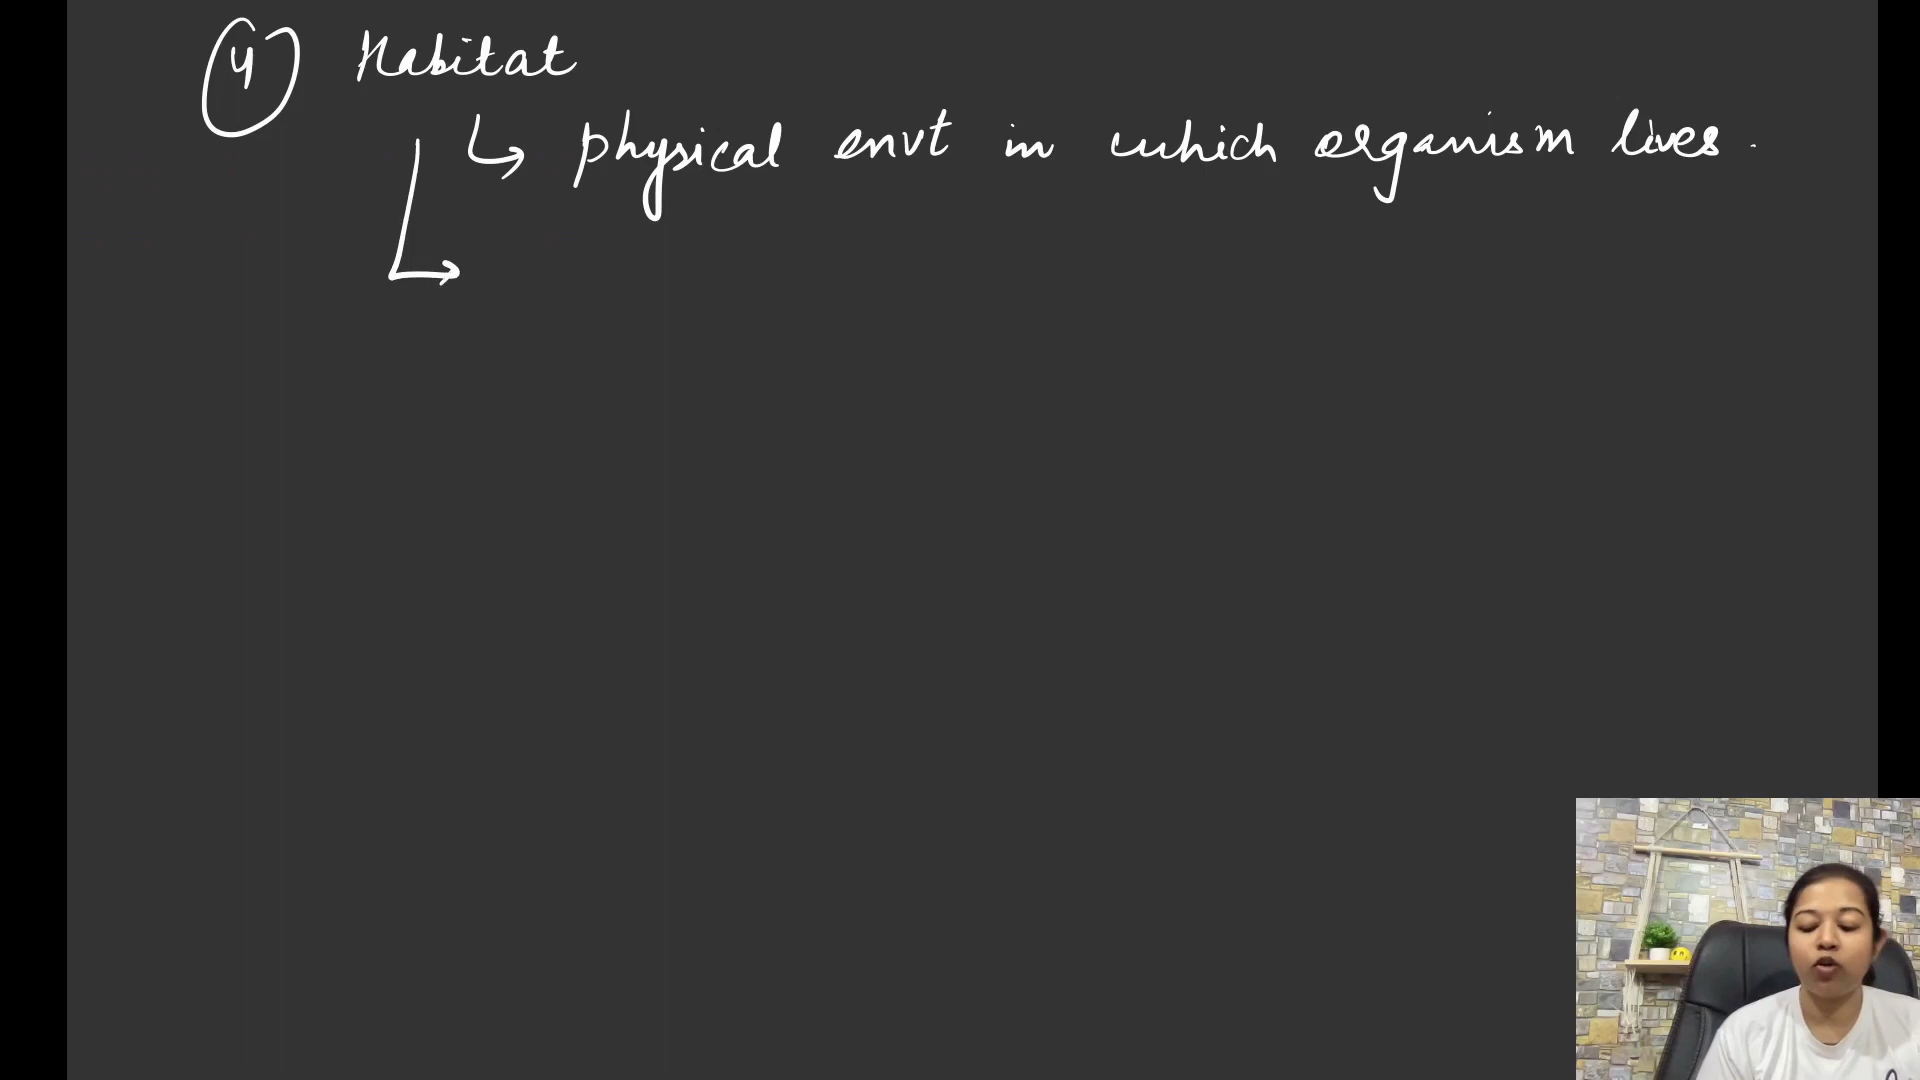 4 Habitat
↳ physical envt in which organism lives.
↳